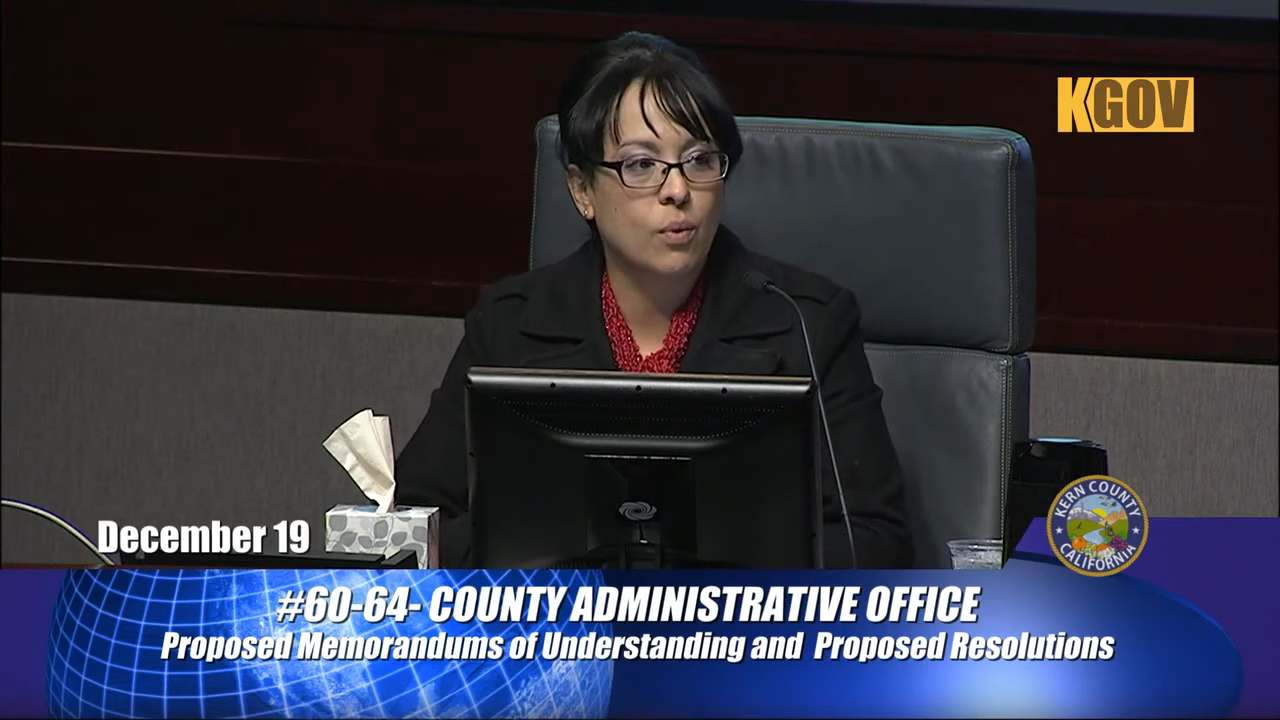 KGOV
KERN COUNTY
CALIFORNIA
December 19
#60-64- COUNTY ADMINISTRATIVE OFFICE
Proposed Memorandums of Understanding and Proposed Resolutions